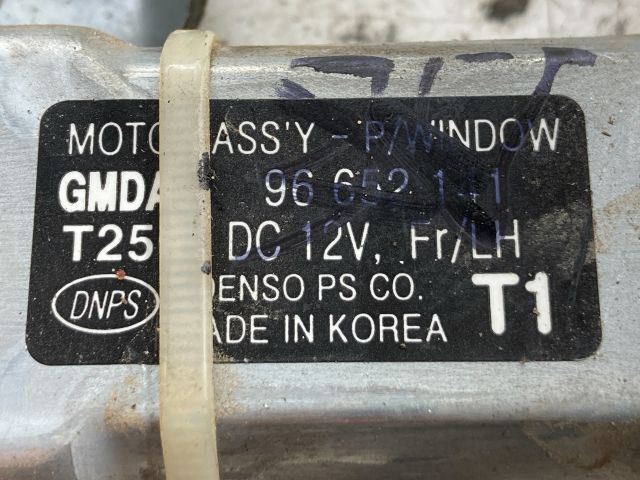 MOTO ASS'Y - P/WINDOW
GMDA 96 652 141
T25 DC 12V, Fr/LH
DNPS ENSO PS CO. T1
ADE IN KOREA